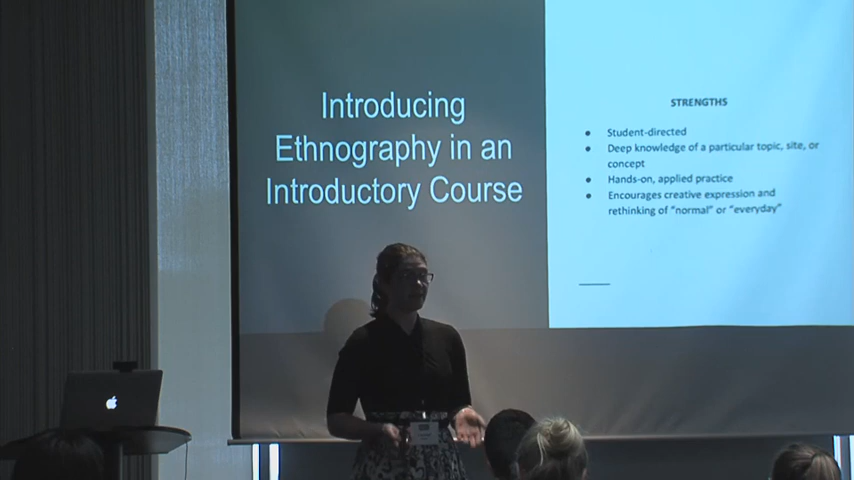 Introducing
Ethnography in an
Introductory Course
STRENGTHS
● Student-directed
● Deep knowledge of a particular topic, site, or
concept
● Hands-on, applied practice
● Encourages creative expression and
rethinking of "normal" or "everyday"